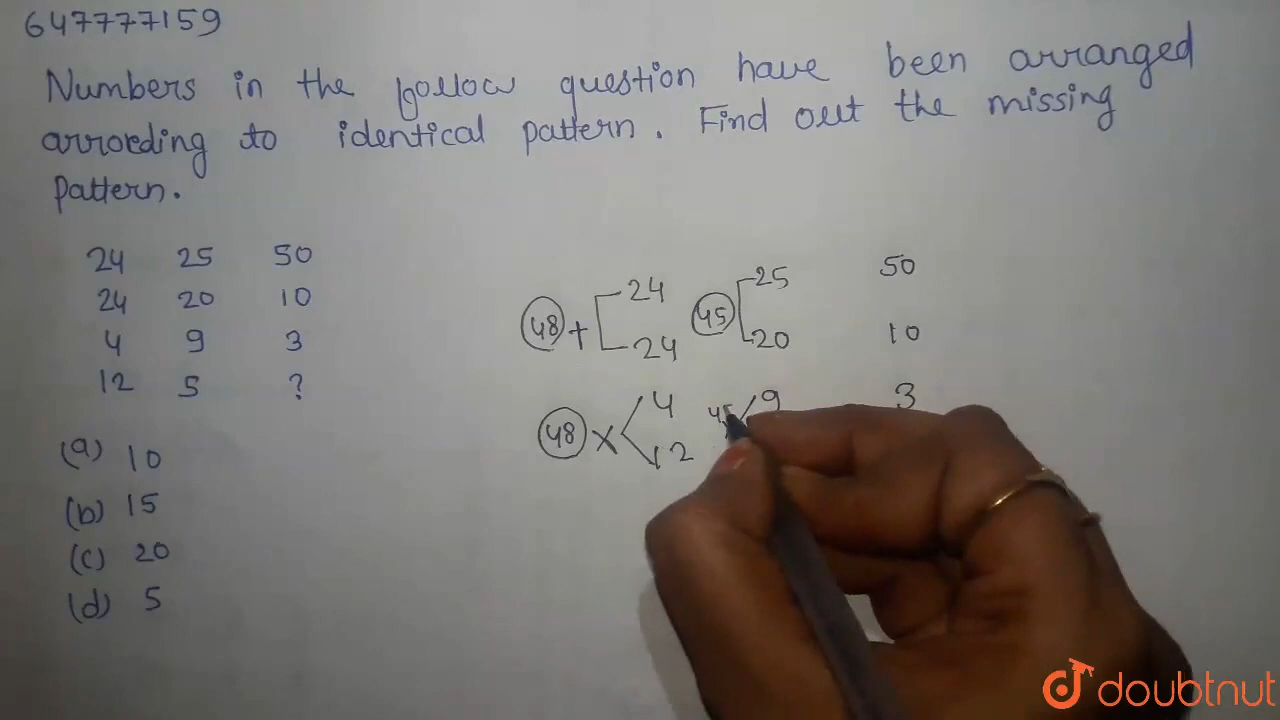 647777159
Numbers in the follow question have been arranged
arroeding to identical pattern. Find out the missing
pattern.
24 25 50
24 20 10
4 9 3
12 5 ?
(a) 10
(b) 15
(c) 20
(d) 5
24 25 50
48 + 45
24 20 10
4 9 3
48 × 45
12
doubtnut